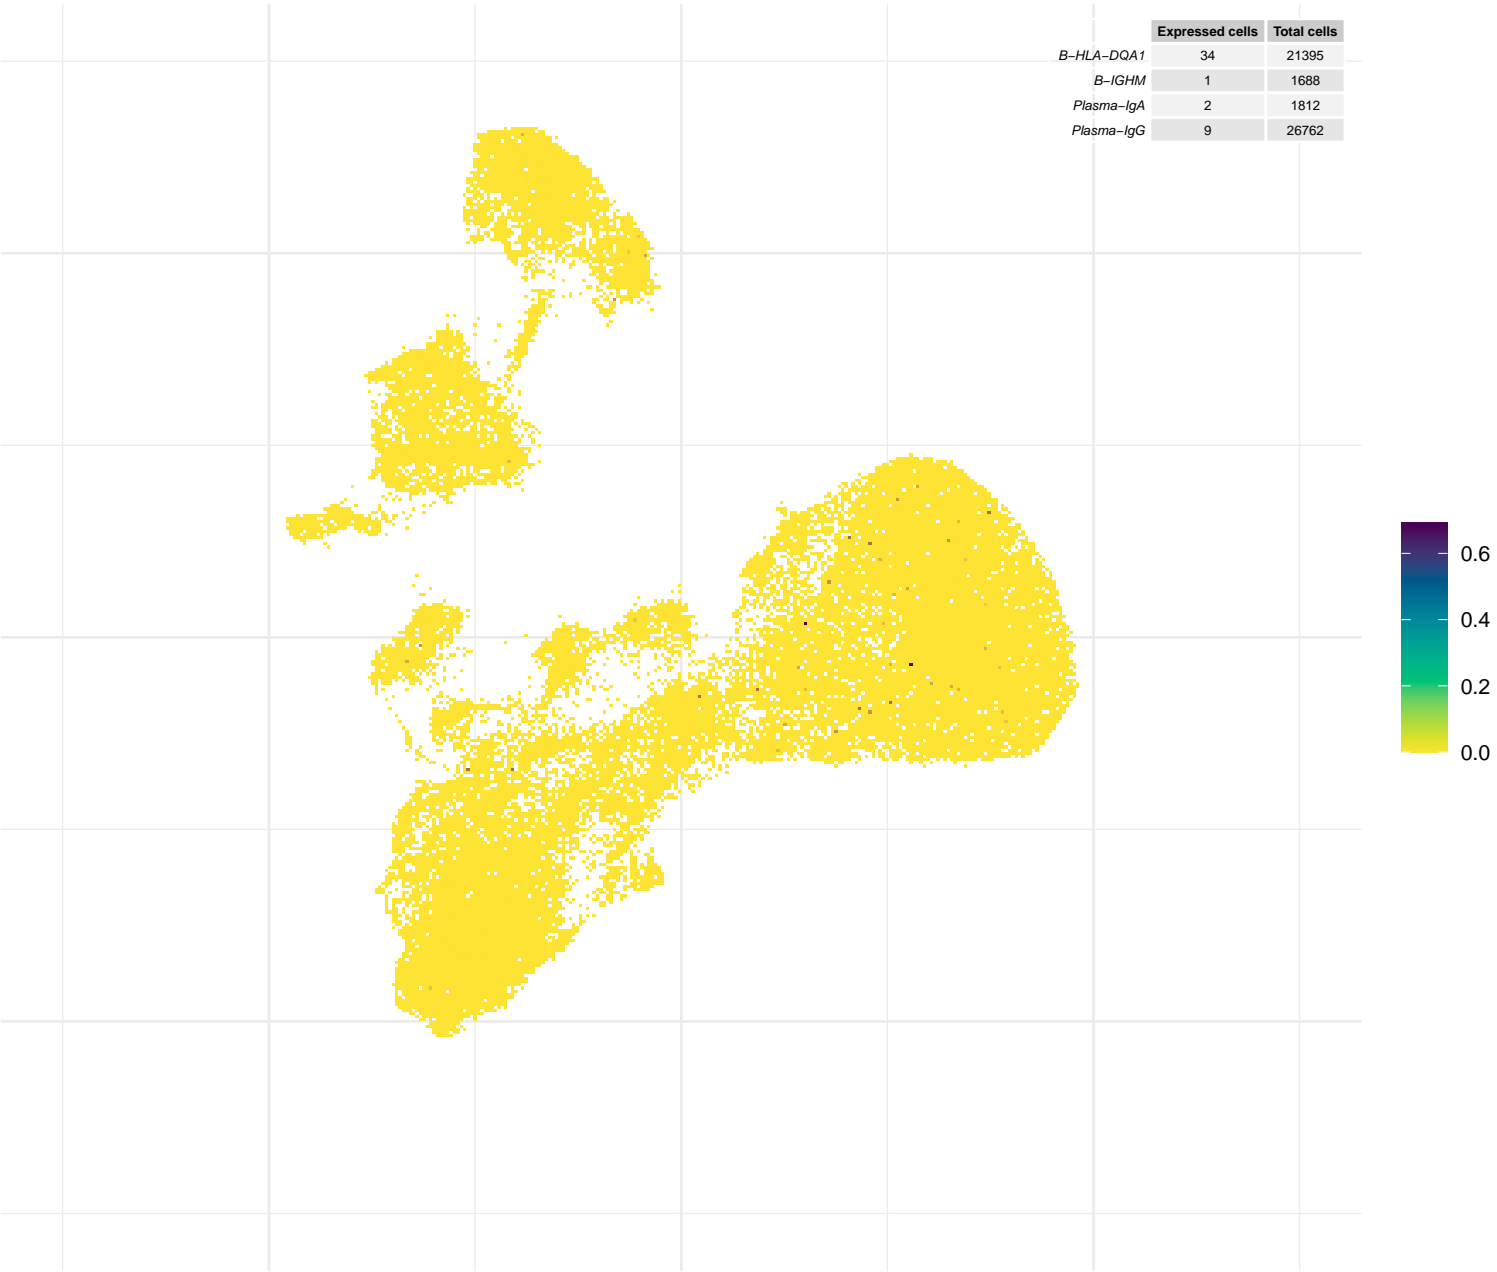 Expressed cells Total cells
B−HLA−DQA1 34 21395
B−IGHM 1 1688
Plasma−IgA 2 1812
Plasma−IgG 9 26762
0.6
0.4
0.2
0.0